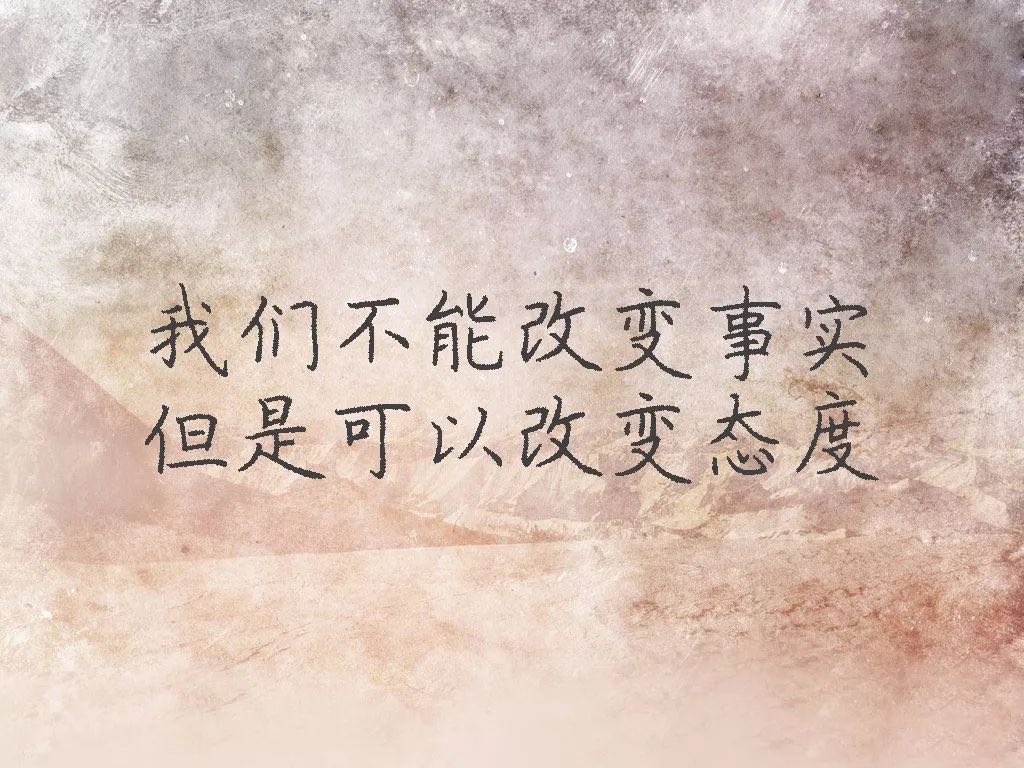 我们不能改变事实
但是可以改变态度